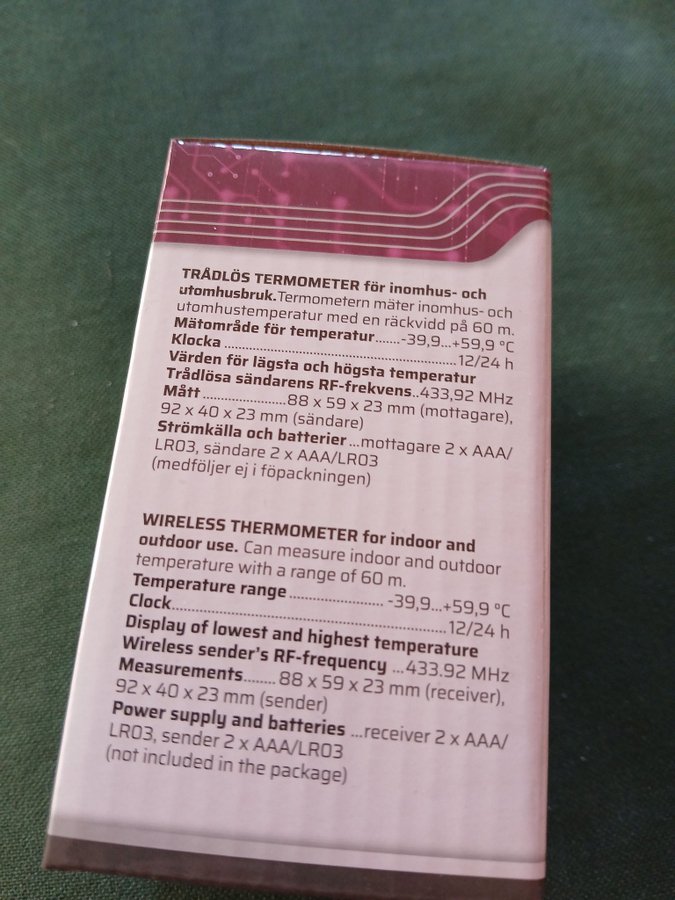 TRÅDLÖS TERMOMETER för inomhus- och
utomhusbruk.Termometern mäter inomhus- och
utomhustemperatur med en räckvidd på 60 m.
Mätområde för temperatur.......-39,9...+59,9 ºC
Klocka ..................................................12/24 h
Värden för lägsta och högsta temperatur
Trådlösa sändarens RF-frekvens..433,92 MHz
Mått ......................88 x 59 x 23 mm (mottagare),
92 x 40 x 23 mm (sändare)
Strömkälla och batterier ...mottagare 2 x AAA/
LR03, sändare 2 x AAA/LR03
(medföljer ej i föpackningen)
WIRELESS THERMOMETER for indoor and
outdoor use. Can measure indoor and outdoor
temperature with a range of 60 m.
Temperature range ....................... -39,9...+59,9 ºC
Clock....................................................12/24 h
Display of lowest and highest temperature
Wireless sender's RF-frequency ...433.92 MHz
Measurements........ 88 x 59 x 23 mm (receiver),
92 x 40 x 23 mm (sender)
Power supply and batteries ...receiver 2 x AAA/
LR03, sender 2 x AAA/LR03
(not included in the package)